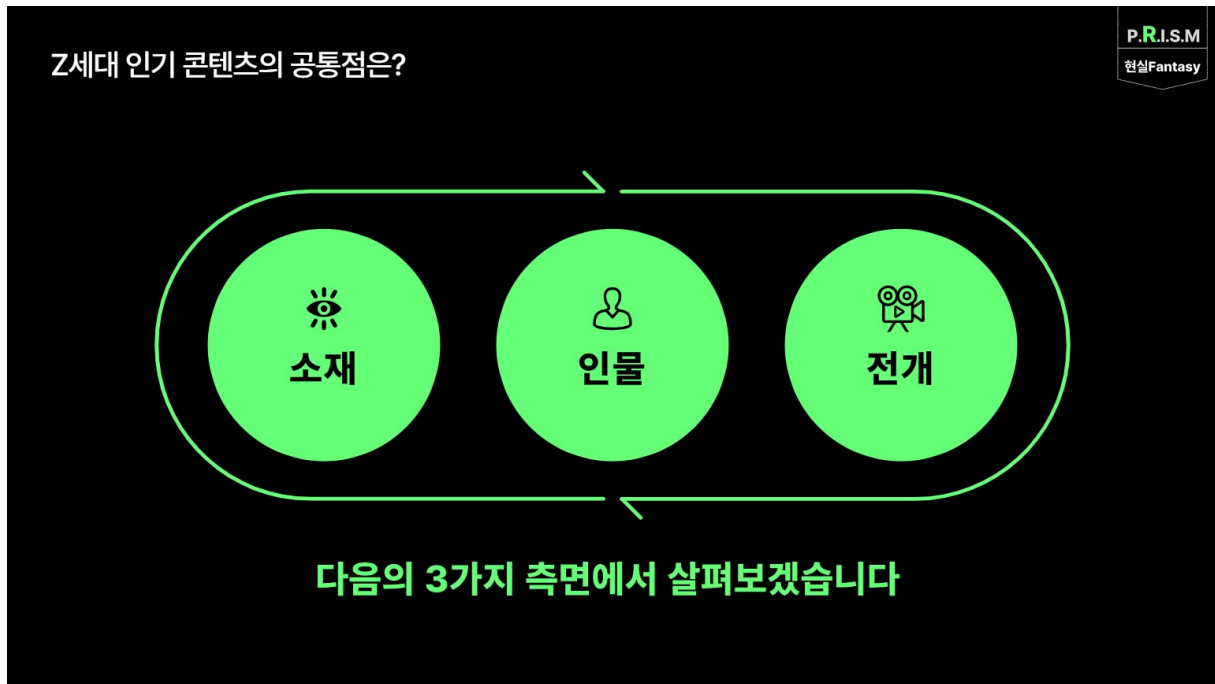 Z세대 인기 콘텐츠의 공통점은?
P.R.I.S.M
현실Fantasy
소재
인물
전개
다음의 3가지 측면에서 살펴보겠습니다